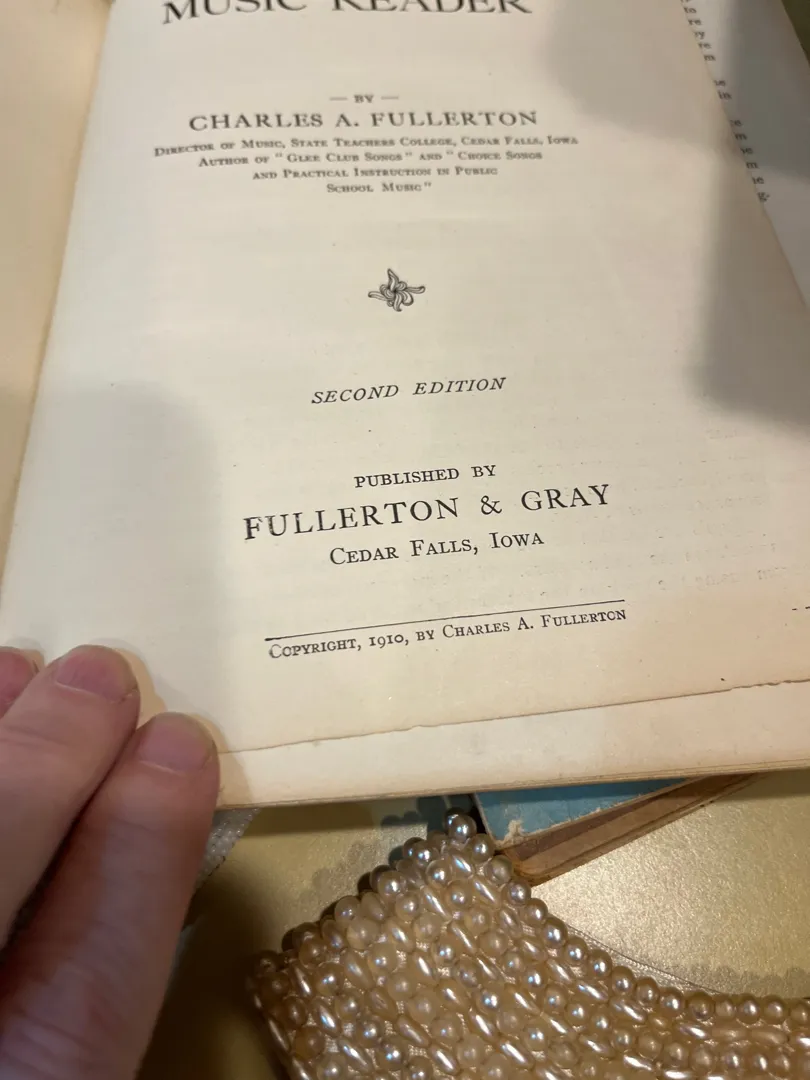 MUSIC READER
— BY —
CHARLES A. FULLERTON
DIRECTOR OF MUSIC, STATE TEACHERS COLLEGE, CEDAR FALLS, IOWA
AUTHOR OF "GLEE CLUB SONGS" AND "CHOICE SONGS
AND PRACTICAL INSTRUCTION IN PUBLIC
SCHOOL MUSIC"
SECOND EDITION
PUBLISHED BY
FULLERTON & GRAY
CEDAR FALLS, IOWA
COPYRIGHT, 1910, BY CHARLES A. FULLERTON